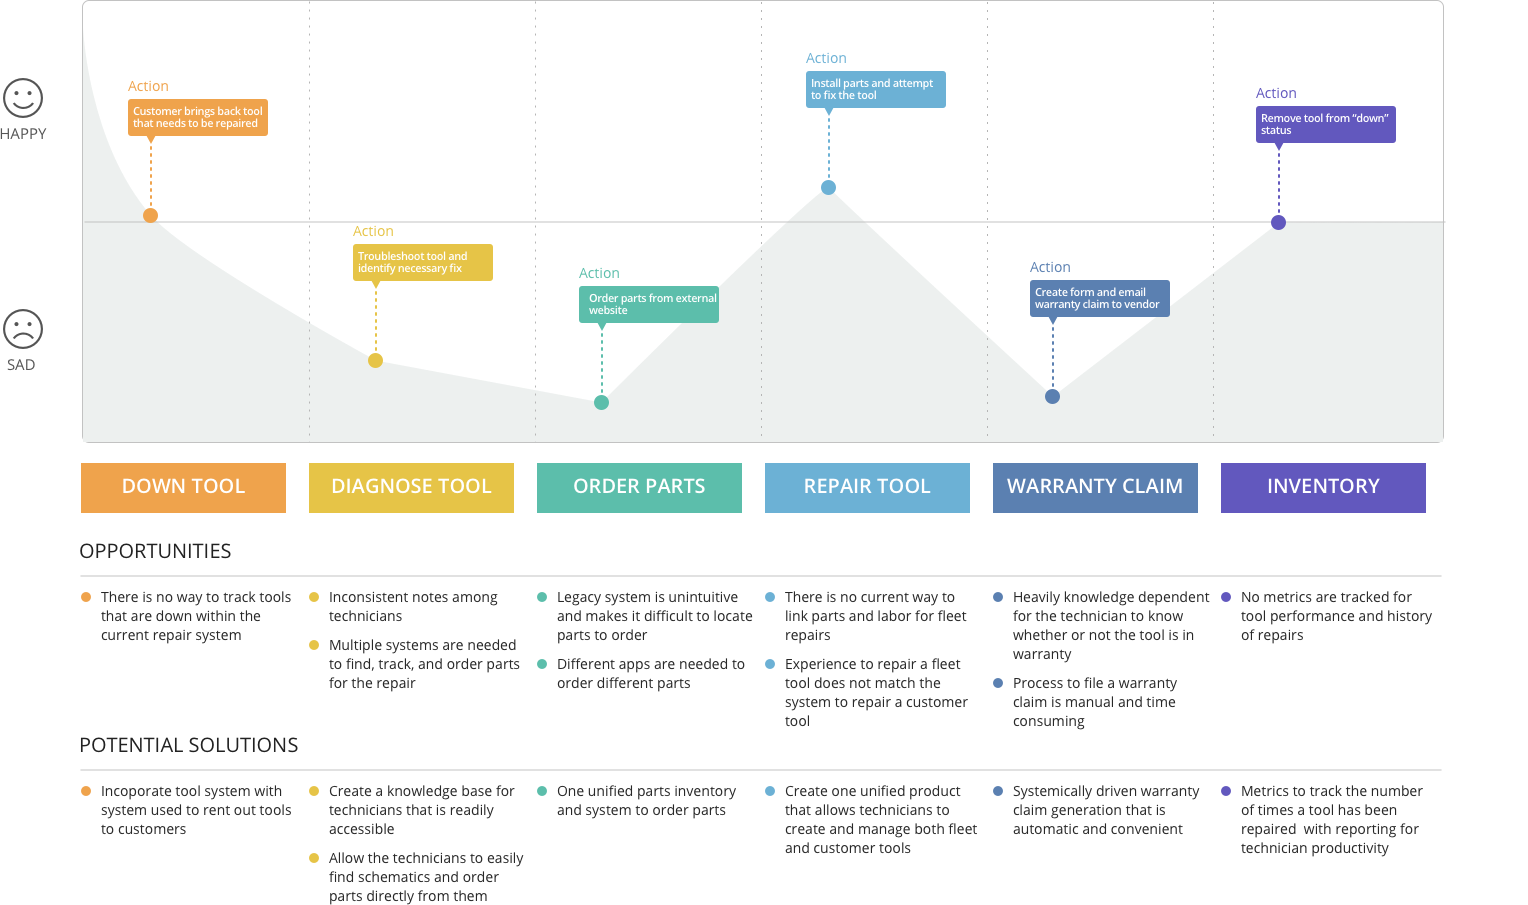 Action
Install parts and attempt
to fix the tool
Action
Customer brings back tool
that needs to be repaired
Action
Remove tool from “down”
status
HAPPY
Action
Troubleshoot tool and
identify necessary fix
Action
Order parts from external
website
Action
Create form and email
warranty claim to vendor
SAD
DOWN TOOL
DIAGNOSE TOOL
ORDER PARTS
REPAIR TOOL
WARRANTY CLAIM
INVENTORY
OPPORTUNITIES
There is no way to track tools
that are down within the
current repair system
Inconsistent notes among
technicians
Multiple systems are needed
to find, track, and order parts
for the repair
Legacy system is unintuitive
and makes it difficult to locate
parts to order
Different apps are needed to
order different parts
There is no current way to
link parts and labor for fleet
repairs
Experience to repair a fleet
tool does not match the
system to repair a customer
tool
Heavily knowledge dependent
for the technician to know
whether or not the tool is in
warranty
Process to file a warranty
claim is manual and time
consuming
No metrics are tracked for
tool performance and history
of repairs
POTENTIAL SOLUTIONS
Incoporate tool system with
system used to rent out tools
to customers
Create a knowledge base for
technicians that is readily
accessible
Allow the technicians to easily
find schematics and order
parts directly from them
One unified parts inventory
and system to order parts
Create one unified product
that allows technicians to
create and manage both fleet
and customer tools
Systemically driven warranty
claim generation that is
automatic and convenient
Metrics to track the number
of times a tool has been
repaired  with reporting for
technician productivity